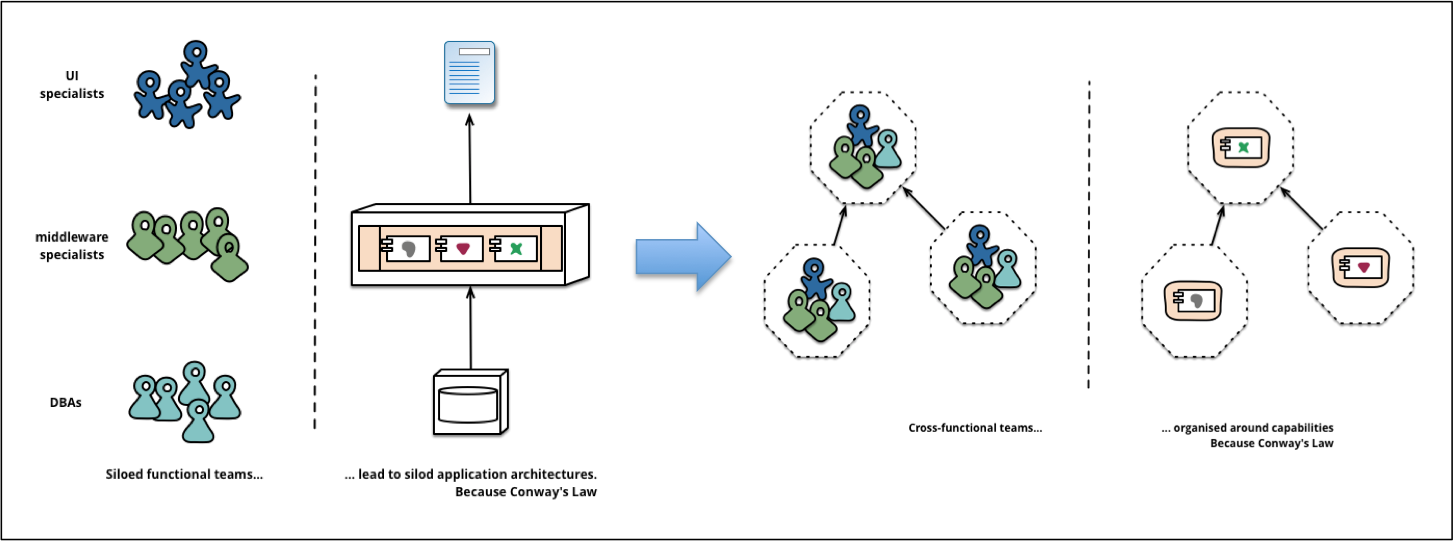 UI
specialists
middleware
specialists
DBAs
Siloed functional teams...
... lead to silod application architectures.
Because Conway's Law
Cross-functional teams...
... organised around capabilities
Because Conway's Law